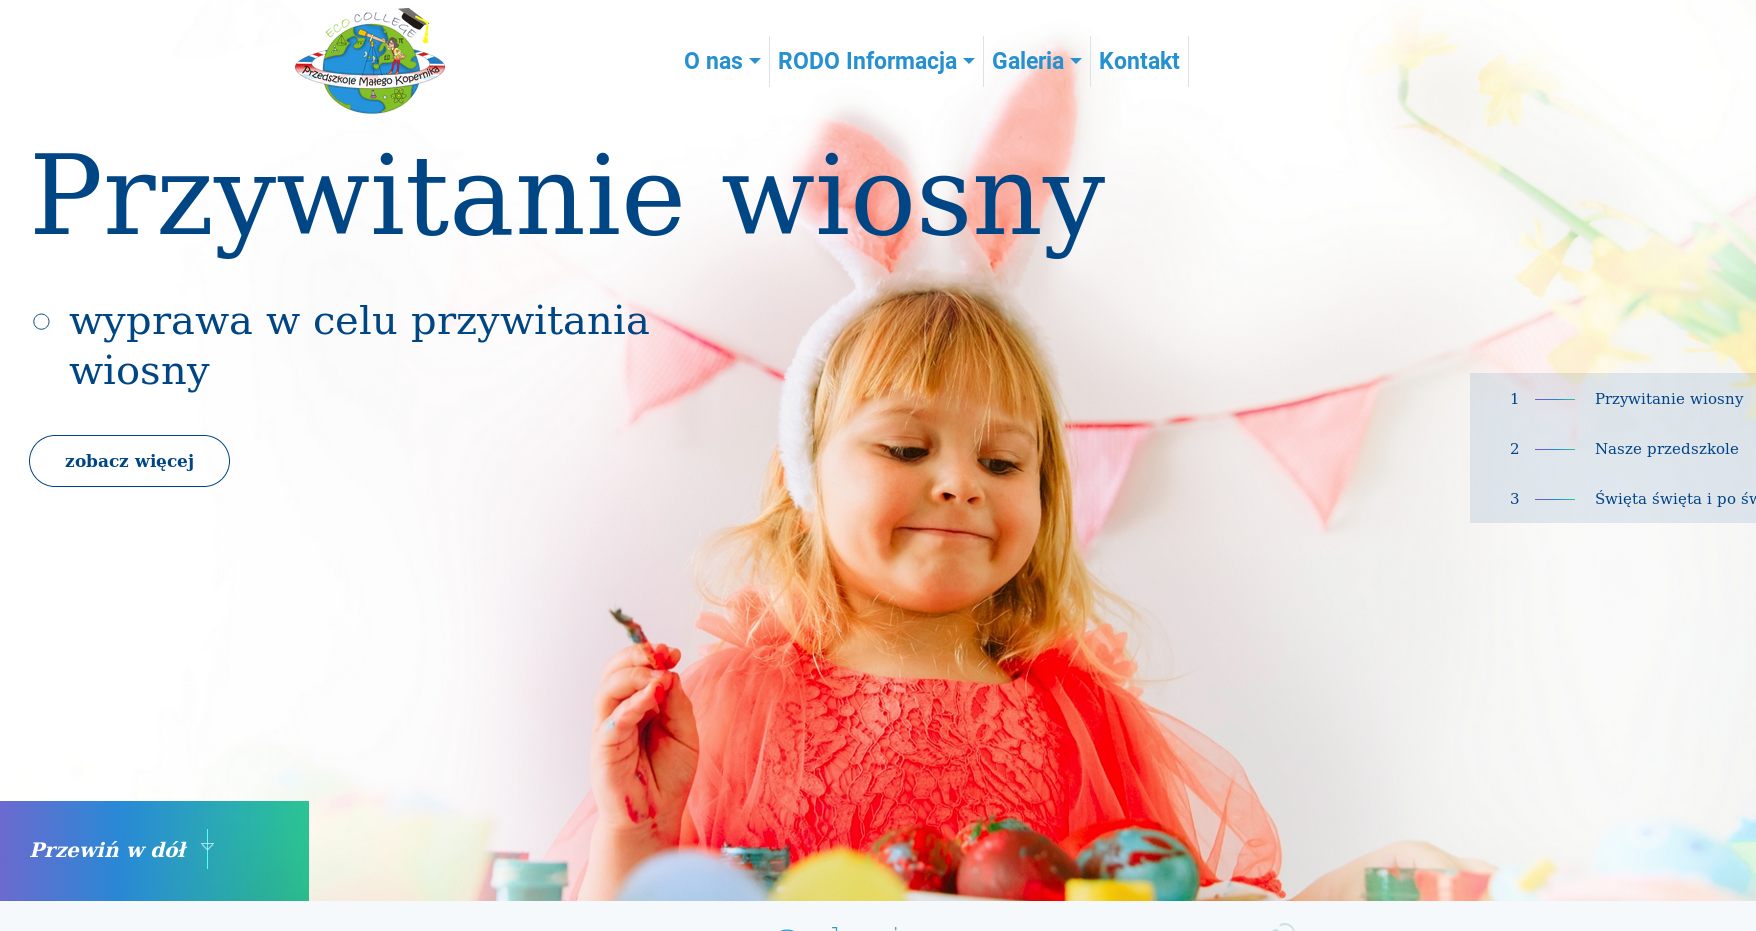 ECO COLLEGE
Przedszkole Małego Kopernika
O nas
RODO Informacja
Galeria
Kontakt
Przywitanie wiosny
wyprawa w celu przywitania
wiosny
zobacz więcej
1 Przywitanie wiosny
2 Nasze przedszkole
3 Święta święta i po św
Przewiń w dół